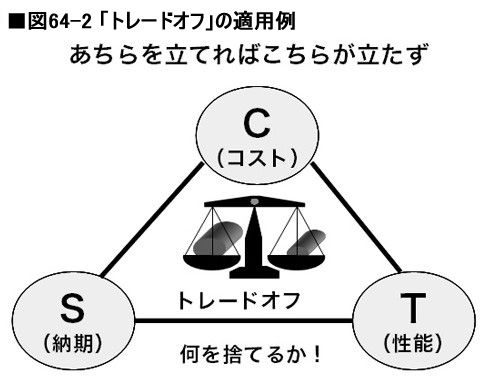 ■図64-2 「トレードオフ」の適用例
あちらを立てればこちらが立たず
C
(コスト)
トレードオフ
S
(納期)
T
(性能)
何を捨てるか！